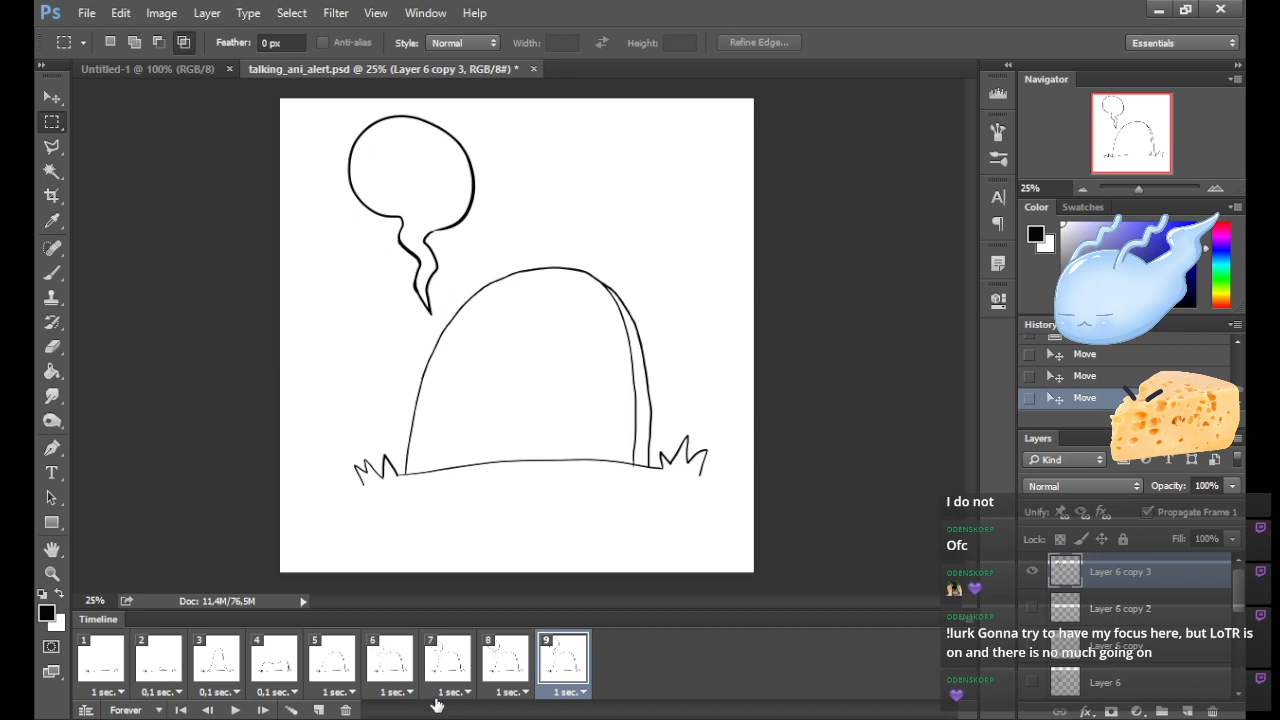 Ps File Edit Image Layer Type Select Filter View Window Help
Feather: 0 px Anti-alias Style: Normal Width: Height: Refine Edge... Essentials
Untitled-1 @ 100% (RGB/8) × talking_ani_alert.psd @ 25% (Layer 6 copy 3, RGB/8#) * ×
Navigator
25%
Color Swatches
History
Move
Move
Move
Layers
Kind
Normal Opacity: 100%
Unify: Propagate Frame 1
Lock: Fill: 100%
Layer 6 copy 3
Layer 6 copy 2
Layer 6
I do not
ODENSKORP
Ofc
ODENSKORP
ODENSKORP
!lurk Gonna try to have my focus here, but LoTR is
on and there is no much going on
ODENSKORP
25% Doc: 11,4M/76,5M
Timeline
1 2 3 4 5 6 7 8 9
1 sec. 0,1 sec. 0,1 sec. 0,1 sec. 1 sec. 1 sec. 1 sec. 1 sec. 1 sec.
Forever